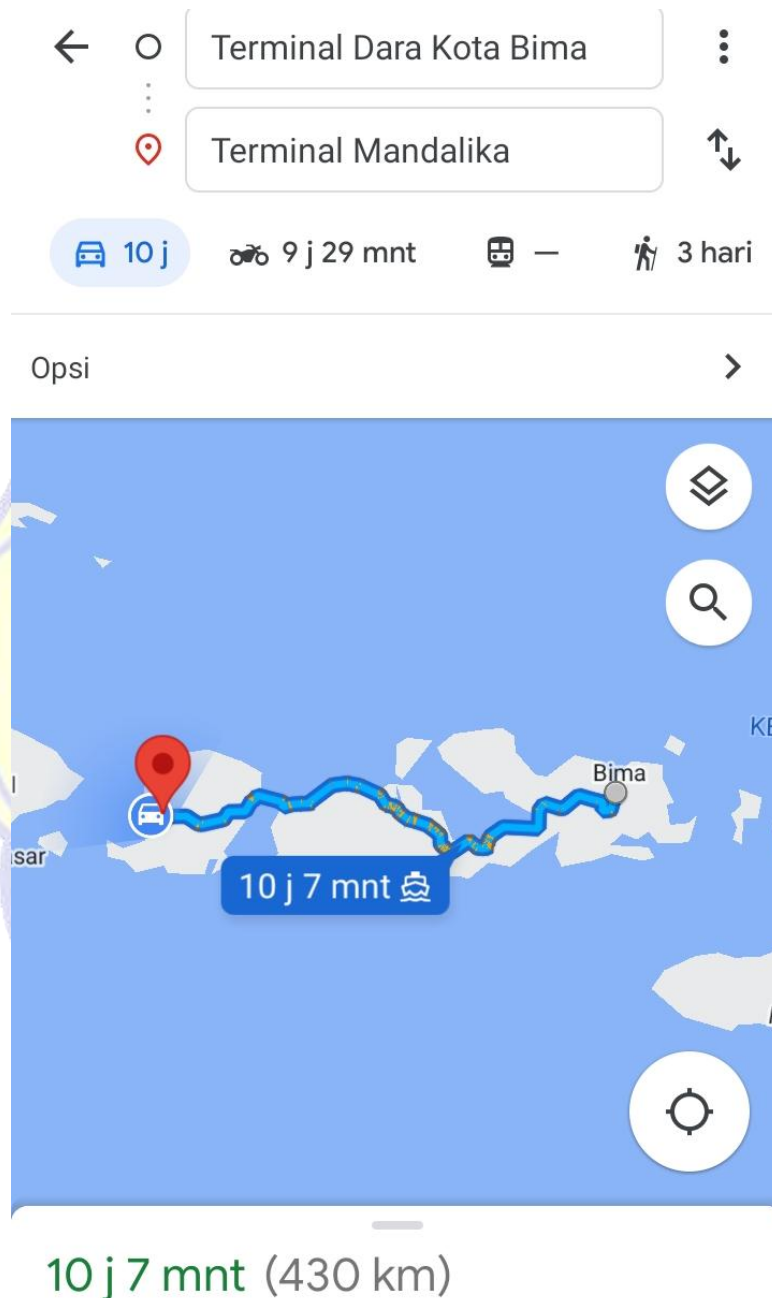 Terminal Dara Kota Bima
Terminal Mandalika
10 j 9 j 29 mnt — 3 hari
Opsi
KE
Bima
sar
10 j 7 mnt
10 j 7 mnt (430 km)